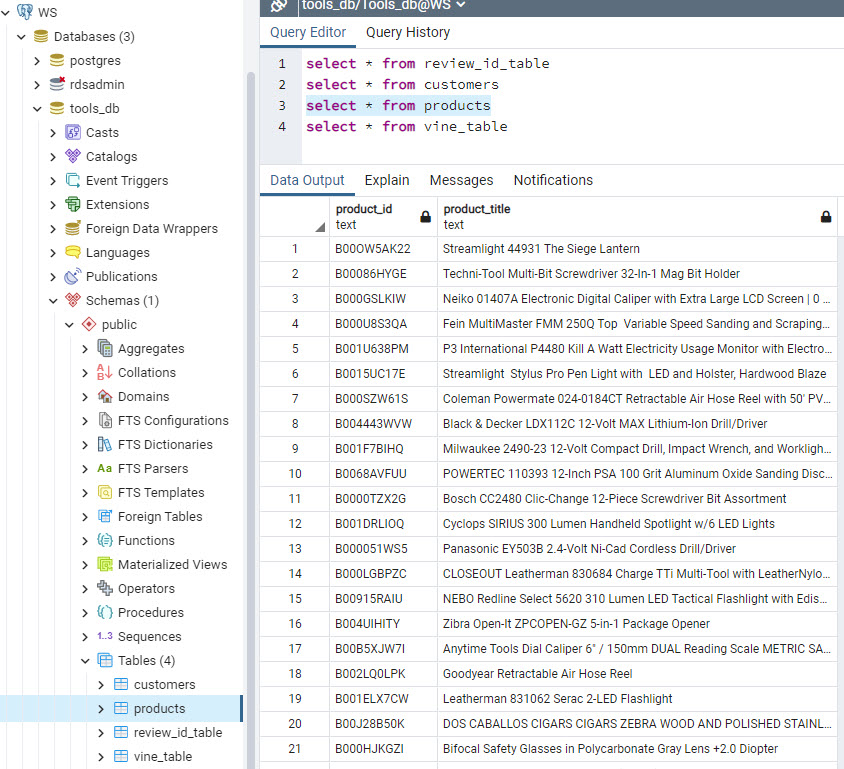 WS
Databases (3)
postgres
rdsadmin
tools_db
Casts
Catalogs
Event Triggers
Extensions
Foreign Data Wrappers
Languages
Publications
Schemas (1)
public
Aggregates
Collations
Domains
FTS Configurations
FTS Dictionaries
Aa FTS Parsers
FTS Templates
Foreign Tables
Functions
Materialized Views
Operators
Procedures
1..3 Sequences
Tables (4)
customers
products
review_id_table
vine_table
tools_db/Tools_db@WS
Query Editor Query History
1 select * from review_id_table
2 select * from customers
3 select * from products
4 select * from vine_table
Data Output Explain Messages Notifications
product_id product_title
text text
1 B00OW5AK22 Streamlight 44931 The Siege Lantern
2 B00086HYGE Techni-Tool Multi-Bit Screwdriver 32-In-1 Mag Bit Holder
3 B000GSLKIW Neiko 01407A Electronic Digital Caliper with Extra Large LCD Screen | 0 ...
4 B000U8S3QA Fein MultiMaster FMM 250Q Top  Variable Speed Sanding and Scraping...
5 B001U638PM P3 International P4480 Kill A Watt Electricity Usage Monitor with Electro...
6 B0015UC17E Streamlight  Stylus Pro Pen Light with  LED and Holster, Hardwood Blaze
7 B000SZW61S Coleman Powermate 024-0184CT Retractable Air Hose Reel with 50' PV...
8 B004443WVW Black & Decker LDX112C 12-Volt MAX Lithium-Ion Drill/Driver
9 B001F7BIHQ Milwaukee 2490-23 12-Volt Compact Drill, Impact Wrench, and Workligh...
10 B0068AVFUU POWERTEC 110393 12-Inch PSA 100 Grit Aluminum Oxide Sanding Disc...
11 B0000TZX2G Bosch CC2480 Clic-Change 12-Piece Screwdriver Bit Assortment
12 B001DRLIOQ Cyclops SIRIUS 300 Lumen Handheld Spotlight w/6 LED Lights
13 B000051WS5 Panasonic EY503B 2.4-Volt Ni-Cad Cordless Drill/Driver
14 B000LGBPZC CLOSEOUT Leatherman 830684 Charge TTi Multi-Tool with LeatherNylo...
15 B00915RAIU NEBO Redline Select 5620 310 Lumen LED Tactical Flashlight with Edis...
16 B004UIHITY Zibra Open-It ZPCOPEN-GZ 5-in-1 Package Opener
17 B00B5XJW7I Anytime Tools Dial Caliper 6" / 150mm DUAL Reading Scale METRIC SA...
18 B002LQ0LPK Goodyear Retractable Air Hose Reel
19 B001ELX7CW Leatherman 831062 Serac 2-LED Flashlight
20 B00J28B50K DOS CABALLOS CIGARS CIGARS ZEBRA WOOD AND POLISHED STAINL...
21 B000HJKGZI Bifocal Safety Glasses in Polycarbonate Gray Lens +2.0 Diopter